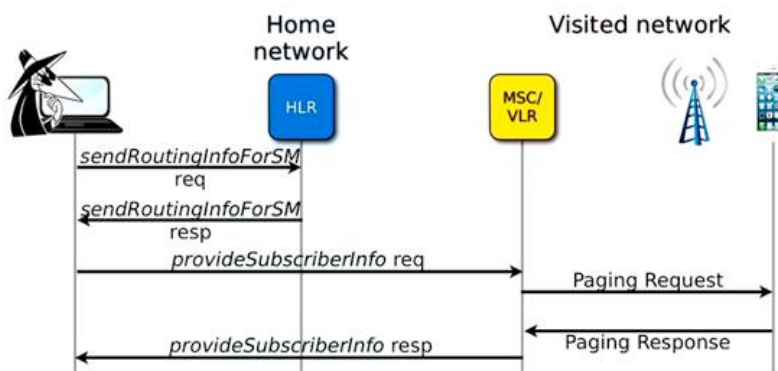 Home
network
Visited network
HLR
MSC/
VLR
sendRoutingInfoForSM
req
sendRoutingInfoForSM
resp
provideSubscriberInfo req
Paging Request
Paging Response
provideSubscriberInfo resp